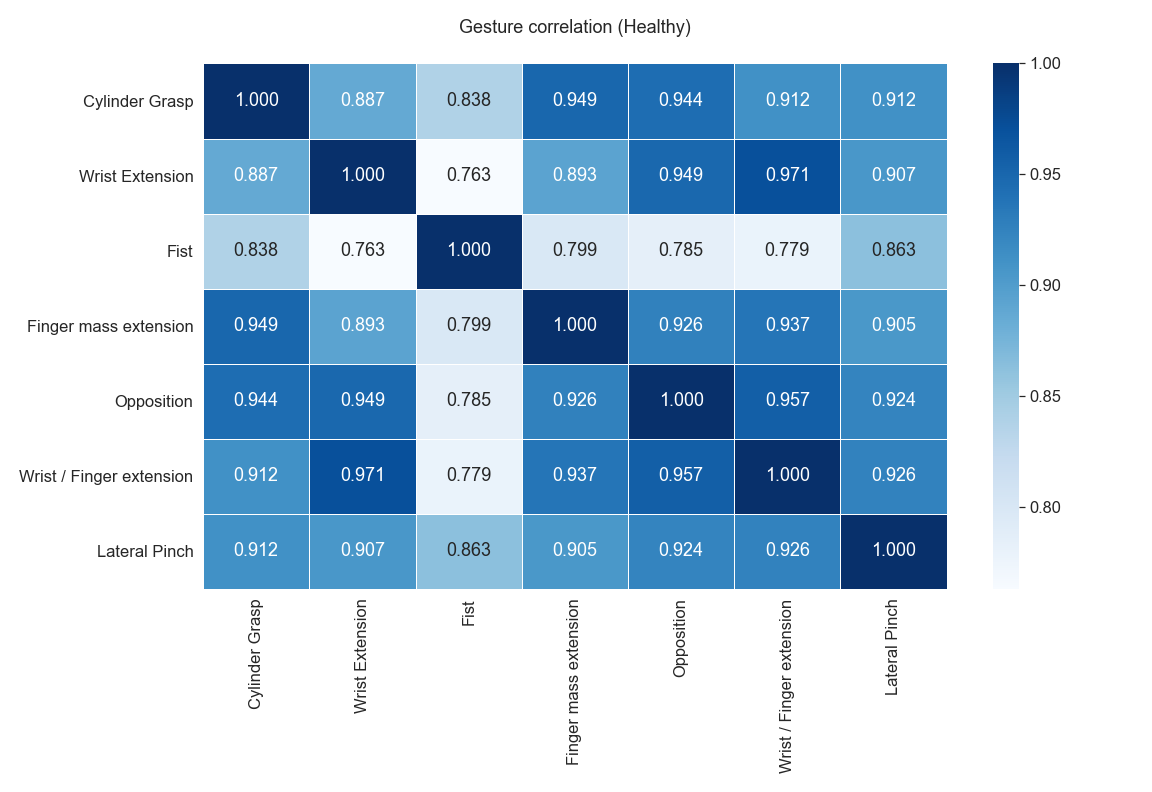 Gesture correlation (Healthy)
Cylinder Grasp 1.000 0.887 0.838 0.949 0.944 0.912 0.912
Wrist Extension 0.887 1.000 0.763 0.893 0.949 0.971 0.907
Fist 0.838 0.763 1.000 0.799 0.785 0.779 0.863
Finger mass extension 0.949 0.893 0.799 1.000 0.926 0.937 0.905
Opposition 0.944 0.949 0.785 0.926 1.000 0.957 0.924
Wrist / Finger extension 0.912 0.971 0.779 0.937 0.957 1.000 0.926
Lateral Pinch 0.912 0.907 0.863 0.905 0.924 0.926 1.000
Cylinder Grasp
Wrist Extension
Fist
Finger mass extension
Opposition
Wrist / Finger extension
Lateral Pinch
1.00
0.95
0.90
0.85
0.80